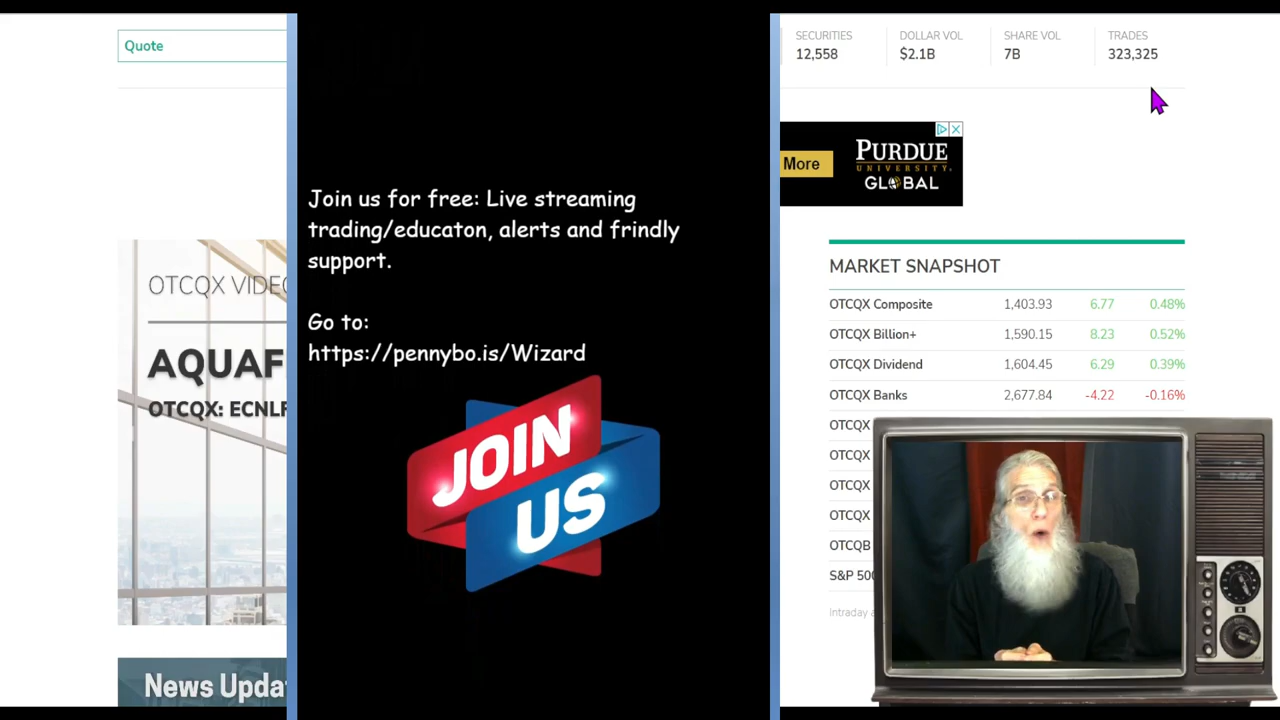 Quote
SECURITIES
12,558
DOLLAR VOL
$2.1B
SHARE VOL
7B
TRADES
323,325
More
PURDUE
UNIVERSITY
GLOBAL
Join us for free: Live streaming
trading/educaton, alerts and frindly
support.
Go to:
https://pennybo.is/Wizard
JOIN
US
OTCQX VIDEO
AQUAF
OTCQX: ECNLF
News Upda
MARKET SNAPSHOT
OTCQX Composite 1,403.93 6.77 0.48%
OTCQX Billion+ 1,590.15 8.23 0.52%
OTCQX Dividend 1,604.45 6.29 0.39%
OTCQX Banks 2,677.84 -4.22 -0.16%
OTCQX
OTCQX
OTCQX
OTCQX
OTCQB
S&P 500
Intraday